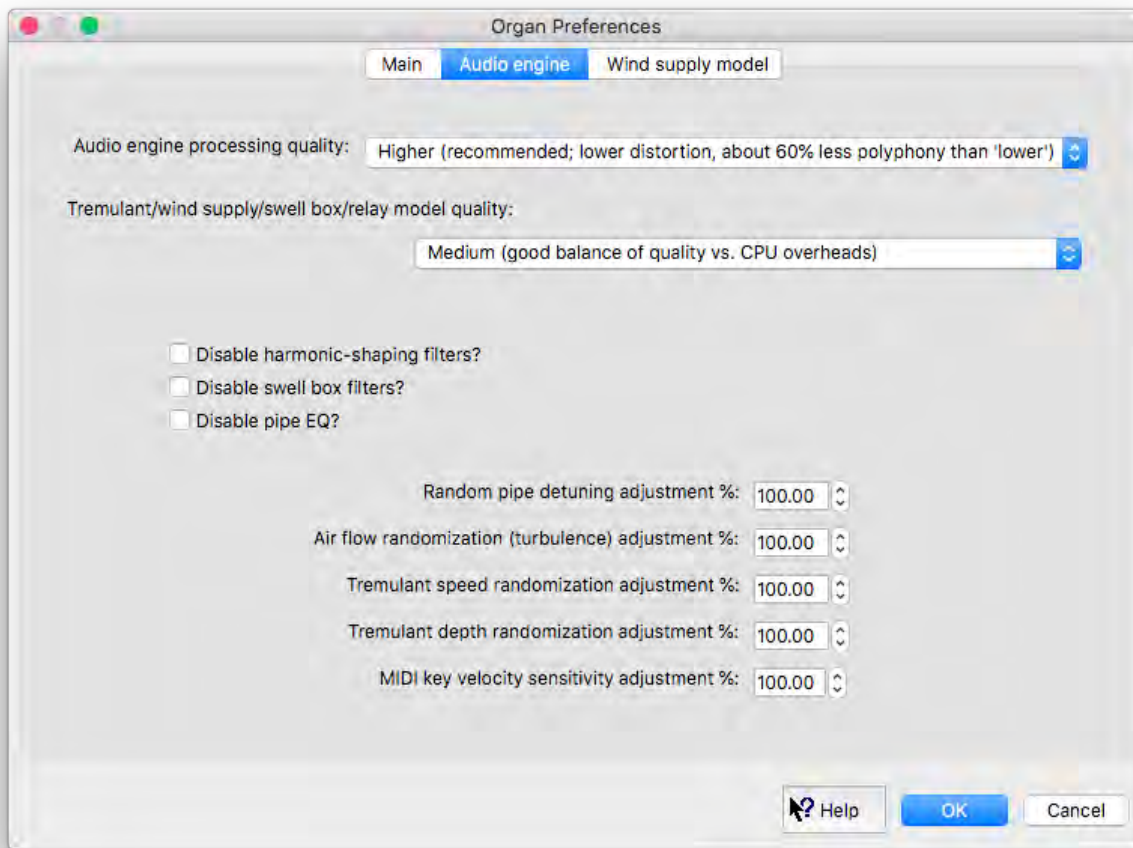 Organ Preferences
Main Audio engine Wind supply model
Audio engine processing quality: Higher (recommended; lower distortion, about 60% less polyphony than 'lower')
Tremulant/wind supply/swell box/relay model quality:
Medium (good balance of quality vs. CPU overheads)
Disable harmonic-shaping filters?
Disable swell box filters?
Disable pipe EQ?
Random pipe detuning adjustment %: 100.00
Air flow randomization (turbulence) adjustment %: 100.00
Tremulant speed randomization adjustment %: 100.00
Tremulant depth randomization adjustment %: 100.00
MIDI key velocity sensitivity adjustment %: 100.00
? Help OK Cancel